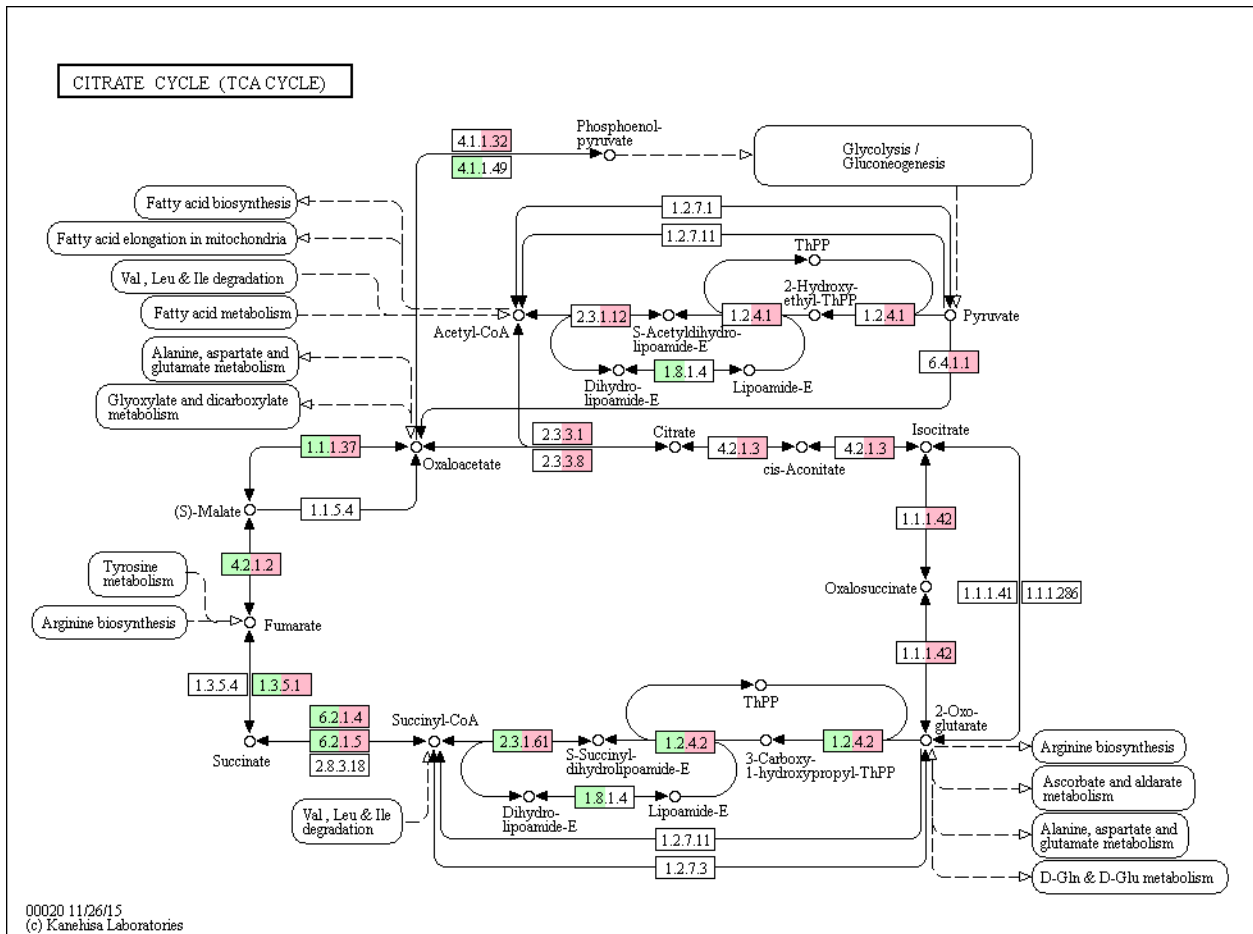 CITRATE CYCLE (TCA CYCLE)
Phosphoenol-
pyruvate
4.1.1.32
4.1.1.49
Glycolysis /
Gluconeogenesis
Fatty acid biosynthesis
Fatty acid elongation in mitochondria
Val, Leu & Ile degradation
Fatty acid metabolism
1.2.7.1
1.2.7.11
ThPP
2-Hydroxy-
ethyl-ThPP
Acetyl-CoA
2.3.1.12
S-Acetyldihydro-
lipoamide-E
1.2.4.1
1.2.4.1
Pyruvate
Alanine, aspartate and
glutamate metabolism
Glyoxylate and dicarboxylate
metabolism
Dihydro-
lipoamide-E
1.8.1.4
Lipoamide-E
6.4.1.1
1.1.1.37
Oxaloacetate
2.3.3.1
2.3.3.8
Citrate
4.2.1.3
cis-Aconitate
4.2.1.3
Isocitrate
(S)-Malate
1.1.5.4
1.1.1.42
4.2.1.2
Tyrosine
metabolism
Arginine biosynthesis
Fumarate
Oxalosuccinate
1.1.1.41
1.1.1.286
1.1.1.42
1.3.5.4
1.3.5.1
ThPP
6.2.1.4
6.2.1.5
2.8.3.18
Succinate
Succinyl-CoA
2.3.1.61
S-Succinyl-
dihydrolipoamide-E
1.2.4.2
3-Carboxy-
1-hydroxypropyl-ThPP
1.2.4.2
2-Oxo-
glutarate
Arginine biosynthesis
Val, Leu & Ile
degradation
Dihydro-
lipoamide-E
1.8.1.4
Lipoamide-E
Ascorbate and aldarate
metabolism
1.2.7.11
Alanine, aspartate and
glutamate metabolism
1.2.7.3
D-Gln & D-Glu metabolism
00020 11/26/15
(c) Kanehisa Laboratories